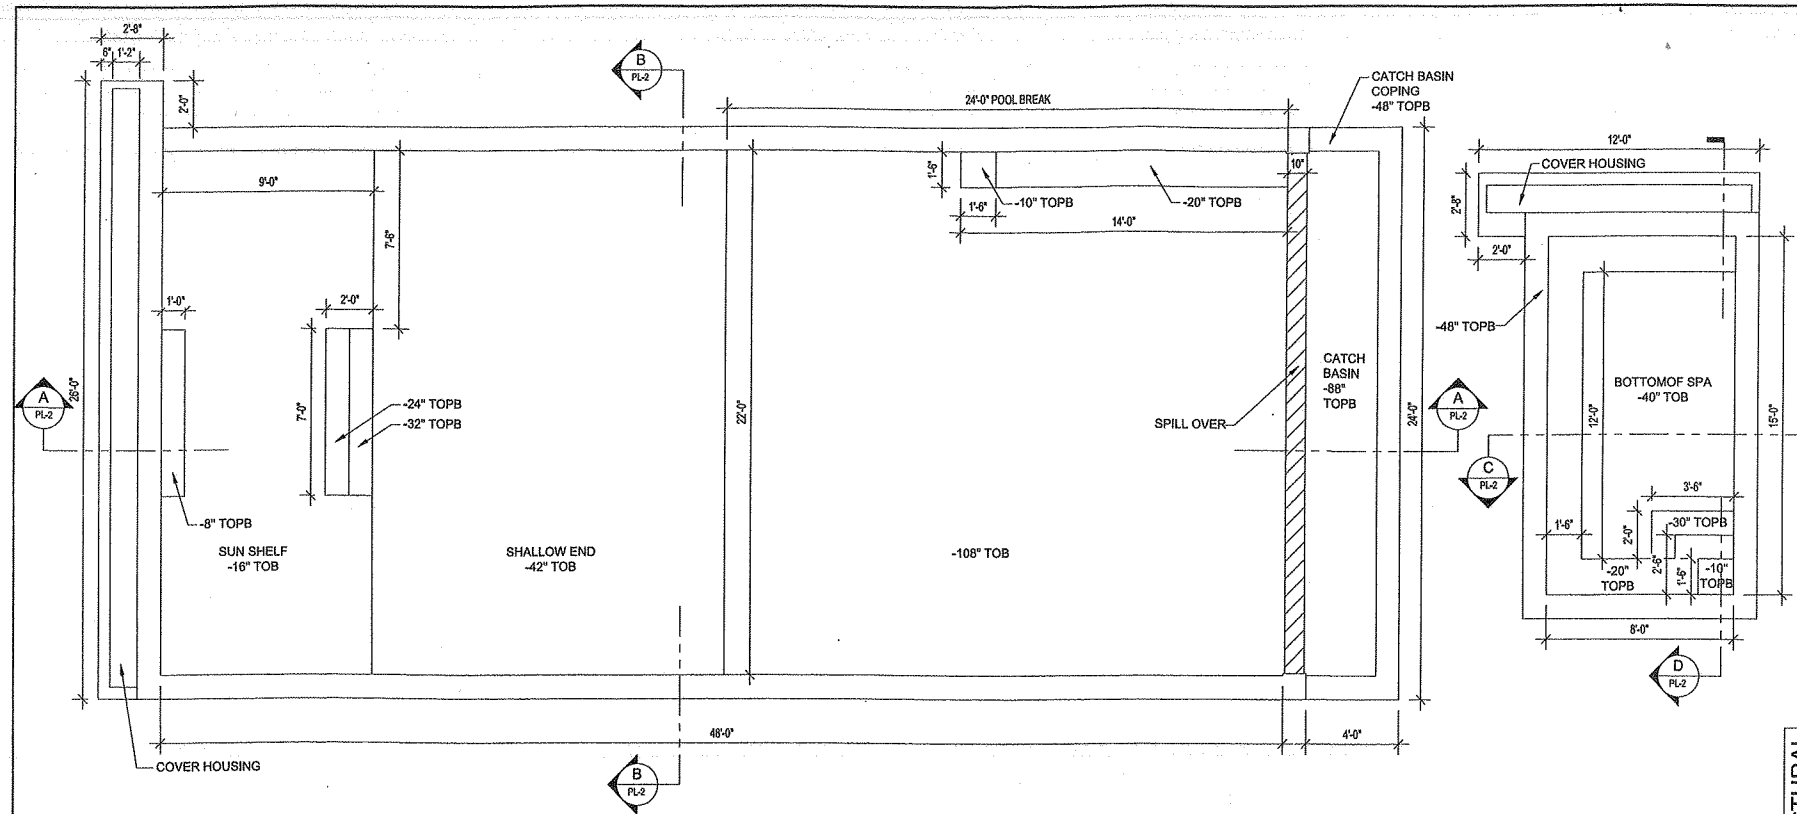 2'-8"
6" 1'-2"
2'-0"
26'-0"
B
PL-2
24'-0" POOL BREAK
CATCH BASIN
COPING
-48" TOPB
9'-0"
7'-6"
1'-6"
1'-6"
-10" TOPB
-20" TOPB
14'-0"
10"
1'-0"
2'-0"
7'-0"
-24" TOPB
-32" TOPB
22'-0"
A
PL-2
-8" TOPB
SUN SHELF
-16" TOB
SHALLOW END
-42" TOB
-108" TOB
SPILL OVER
CATCH
BASIN
-88"
TOPB
24'-0"
A
PL-2
48'-0"
4'-0"
COVER HOUSING
B
PL-2
12'-0"
COVER HOUSING
2'-8"
2'-0"
-48" TOPB
BOTTOMOF SPA
-40" TOB
12'-0"
15'-0"
C
PL-2
3'-6"
1'-6"
2'-0"
-30" TOPB
2'-6"
1'-6"
-20"
TOPB
-10"
TOPB
8'-0"
D
PL-2